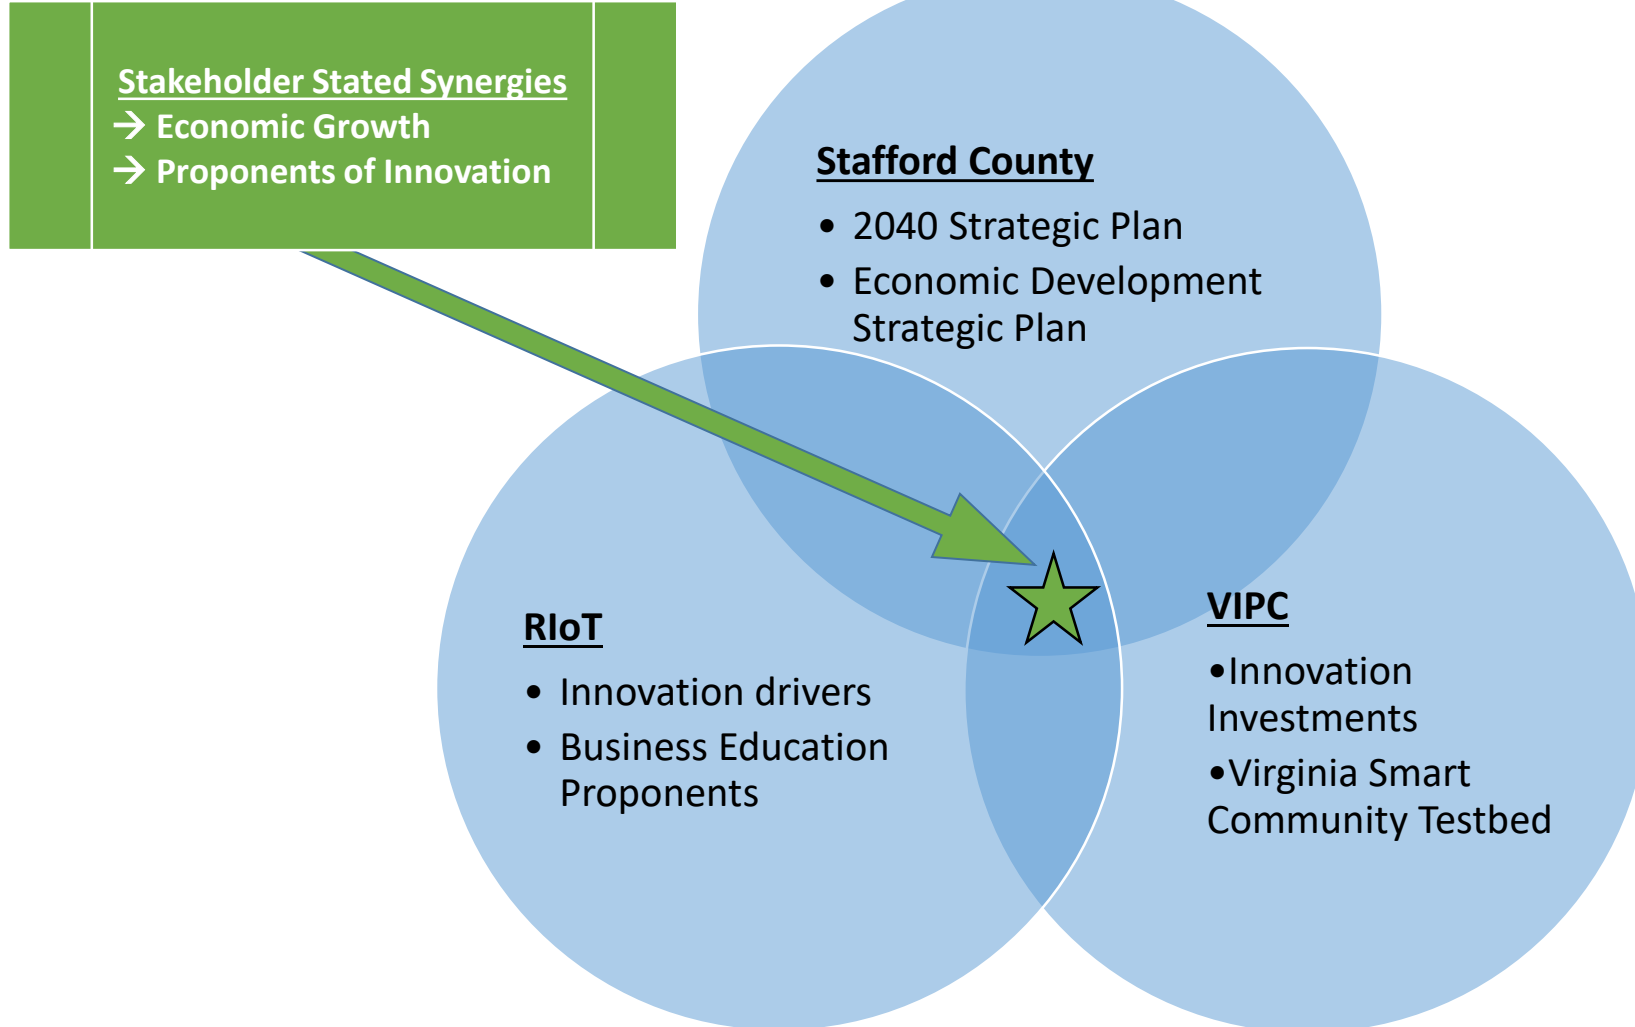 Stakeholder Stated Synergies
→ Economic Growth
→ Proponents of Innovation
Stafford County
• 2040 Strategic Plan
• Economic Development
Strategic Plan
RIoT
• Innovation drivers
• Business Education
Proponents
VIPC
•Innovation
Investments
•Virginia Smart
Community Testbed